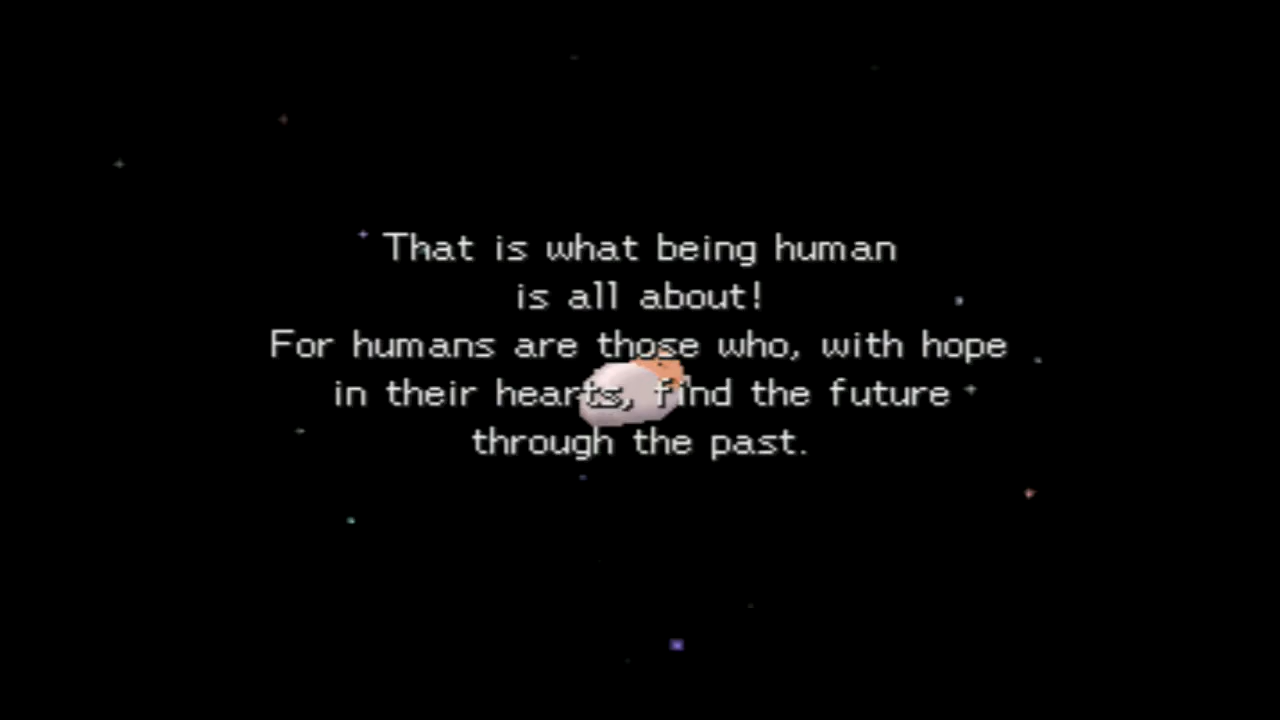 That is what being human
is all about!
For humans are those who, with hope
in their hearts, find the future
through the past.